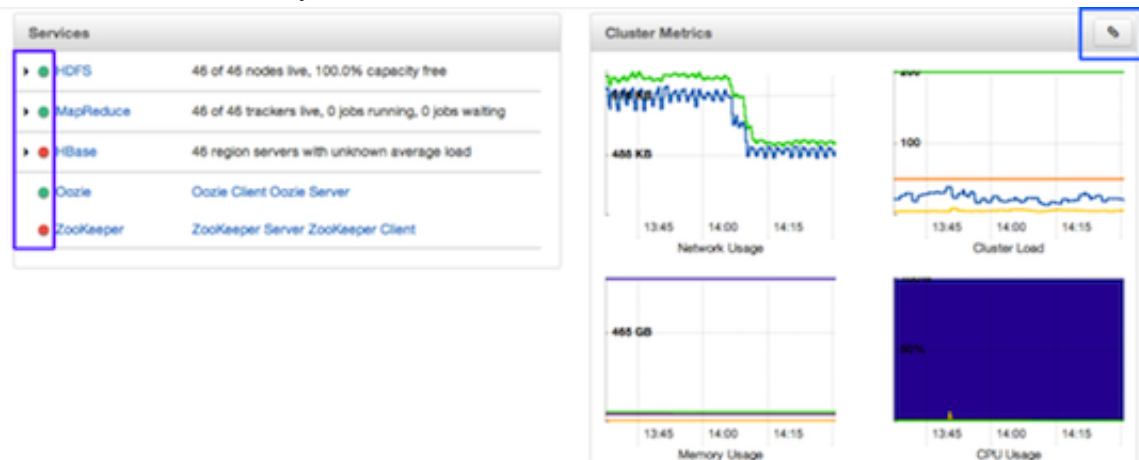 Services
HDFS 46 of 46 nodes live, 100.0% capacity free
MapReduce 46 of 46 trackers live, 0 jobs running, 0 jobs waiting
HBase 46 region servers with unknown average load
Oozie Oozie Client Oozie Server
ZooKeeper ZooKeeper Server ZooKeeper Client
Cluster Metrics
KB
488 KB
13:45 14:00 14:15
Network Usage
200
100
13:45 14:00 14:15
Cluster Load
465 GB
13:45 14:00 14:15
Memory Usage
100%
50%
13:45 14:00 14:15
CPU Usage